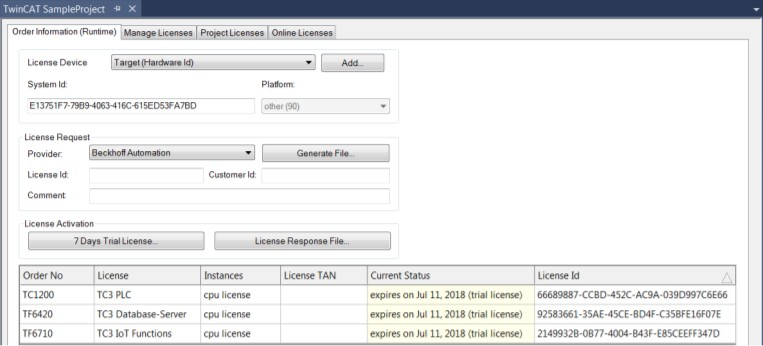 TwinCAT SampleProject
Order Information (Runtime) Manage Licenses Project Licenses Online Licenses
License Device Target (Hardware Id) Add...
System Id: Platform:
E13751F7-79B9-4063-416C-615ED53FA7BD other (90)
License Request
Provider: Beckhoff Automation Generate File...
License Id: Customer Id:
Comment:
License Activation
7 Days Trial License... License Response File...
Order No License Instances License TAN Current Status License Id
TC1200 TC3 PLC cpu license expires on Jul 11, 2018 (trial license) 66689887-CCBD-452C-AC9A-039D997C6E66
TF6420 TC3 Database-Server cpu license expires on Jul 11, 2018 (trial license) 92583661-35AE-45CE-BD4F-C35BFE16F07E
TF6710 TC3 IoT Functions cpu license expires on Jul 11, 2018 (trial license) 2149932B-0B77-4004-B43F-E85CEEFF347D